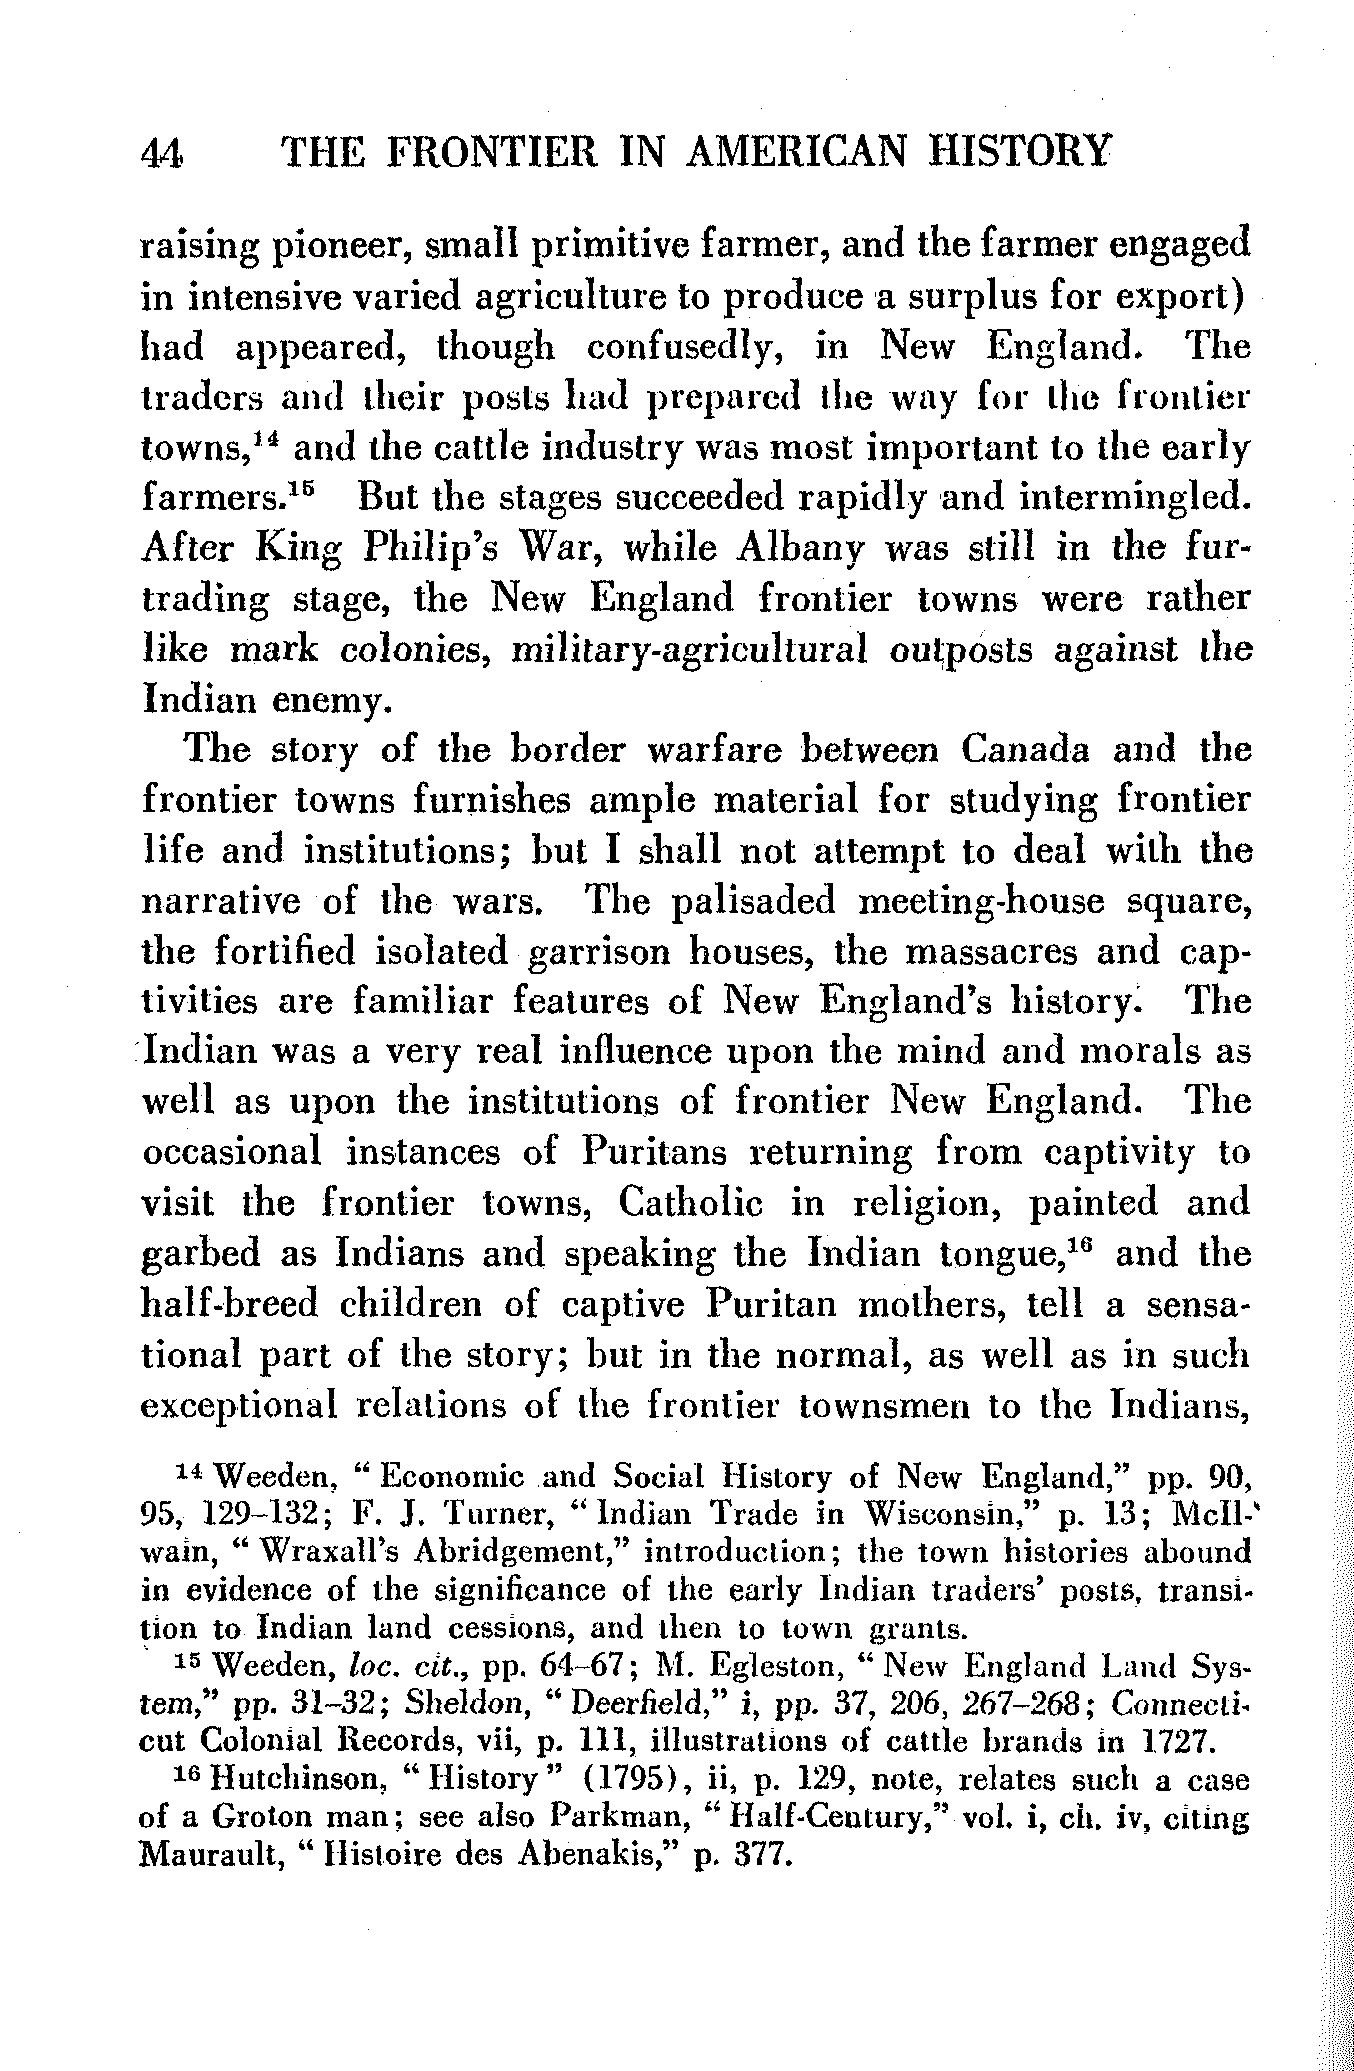 44 THE FRONTIER IN AMERICAN HISTORY
raising pioneer, small primitive farmer, and the farmer engaged
in intensive varied agriculture to produce a surplus for export)
had appeared, though confusedly, in New England. The
traders and their posts had prepared the way for the frontier
towns,¹⁴ and the cattle industry was most important to the early
farmers.¹⁵ But the stages succeeded rapidly and intermingled.
After King Philip's War, while Albany was still in the fur-
trading stage, the New England frontier towns were rather
like mark colonies, military-agricultural outposts against the
Indian enemy.
The story of the border warfare between Canada and the
frontier towns furnishes ample material for studying frontier
life and institutions; but I shall not attempt to deal with the
narrative of the wars. The palisaded meeting-house square,
the fortified isolated garrison houses, the massacres and cap-
tivities are familiar features of New England's history. The
Indian was a very real influence upon the mind and morals as
well as upon the institutions of frontier New England. The
occasional instances of Puritans returning from captivity to
visit the frontier towns, Catholic in religion, painted and
garbed as Indians and speaking the Indian tongue,¹⁶ and the
half-breed children of captive Puritan mothers, tell a sensa-
tional part of the story; but in the normal, as well as in such
exceptional relations of the frontier townsmen to the Indians,
¹⁴ Weeden, "Economic and Social History of New England," pp. 90,
95, 129–132; F. J. Turner, "Indian Trade in Wisconsin," p. 13; McIl-
wain, "Wraxall's Abridgement," introduction; the town histories abound
in evidence of the significance of the early Indian traders' posts, transi-
tion to Indian land cessions, and then to town grants.
¹⁵ Weeden, loc. cit., pp. 64–67; M. Egleston, "New England Land Sys-
tem," pp. 31–32; Sheldon, "Deerfield," i, pp. 37, 206, 267–268; Connecti-
cut Colonial Records, vii, p. 111, illustrations of cattle brands in 1727.
¹⁶ Hutchinson, "History" (1795), ii, p. 129, note, relates such a case
of a Groton man; see also Parkman, "Half-Century," vol. i, ch. iv, citing
Maurault, "Histoire des Abenakis," p. 377.